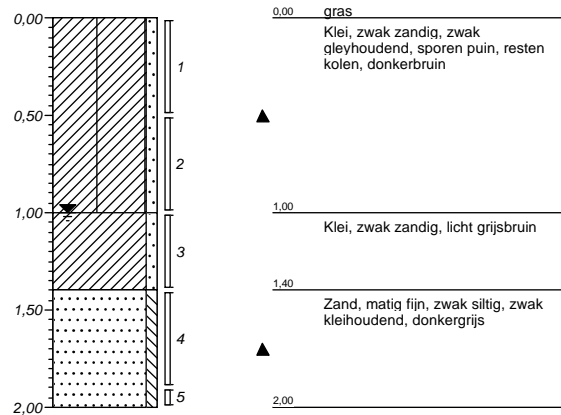 0,00
0,50
1,00
1,50
2,00
1
2
3
4
5
0,00
gras
Klei, zwak zandig, zwak
gleyhoudend, sporen puin, resten
kolen, donkerbruin
1,00
Klei, zwak zandig, licht grijsbruin
1,40
Zand, matig fijn, zwak siltig, zwak
kleihoudend, donkergrijs
2,00